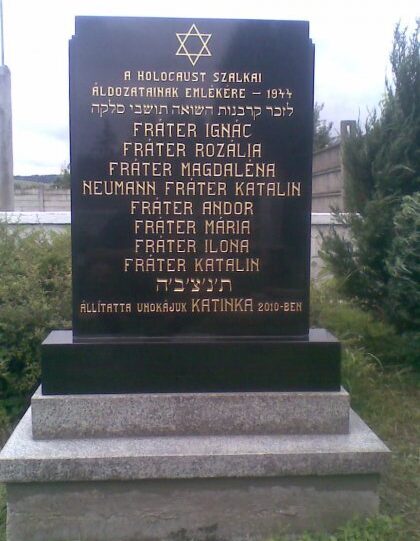 A HOLOCAUST SZALKAI
ÁLDOZATAINAK EMLÉKÉRE – 1944
לזכר קרבנות השואה תושבי סלקה
FRÁTER IGNÁC
FRÁTER ROZÁLIA
FRÁTER MAGDALÉNA
NEUMANN FRÁTER KATALIN
FRÁTER ANDOR
FRÁTER MÁRIA
FRÁTER ILONA
FRÁTER KATALIN
ת'נ'צ'ב'ה
ÁLLÍTATTA UNOKÁJUK KATINKA 2010-BEN